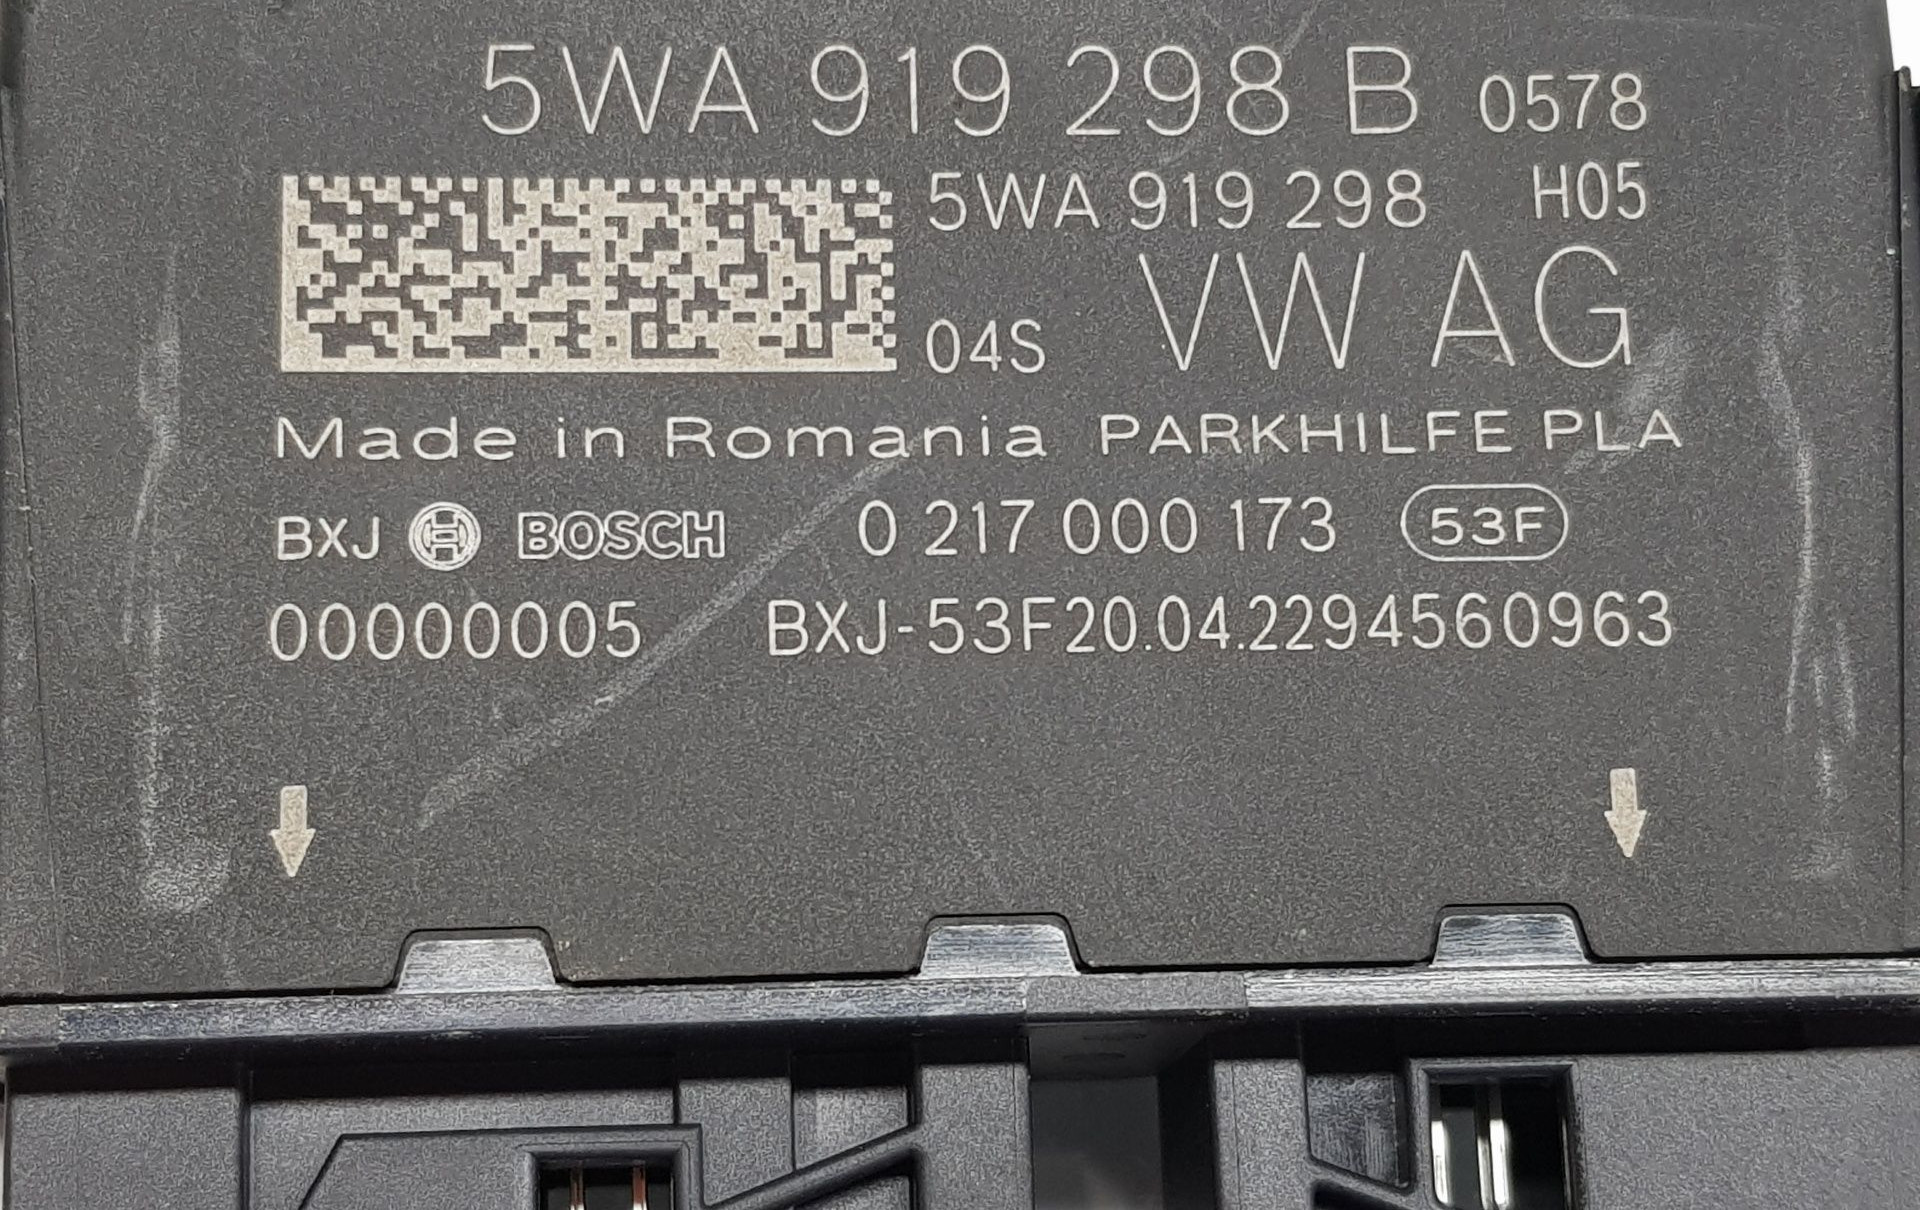 5WA 919 298 B 0578
5WA 919 298 H05
04S VW AG
Made in Romania PARKHILFE PLA
BXJ BOSCH 0 217 000 173 53F
00000005 BXJ-53F20.04.2294560963